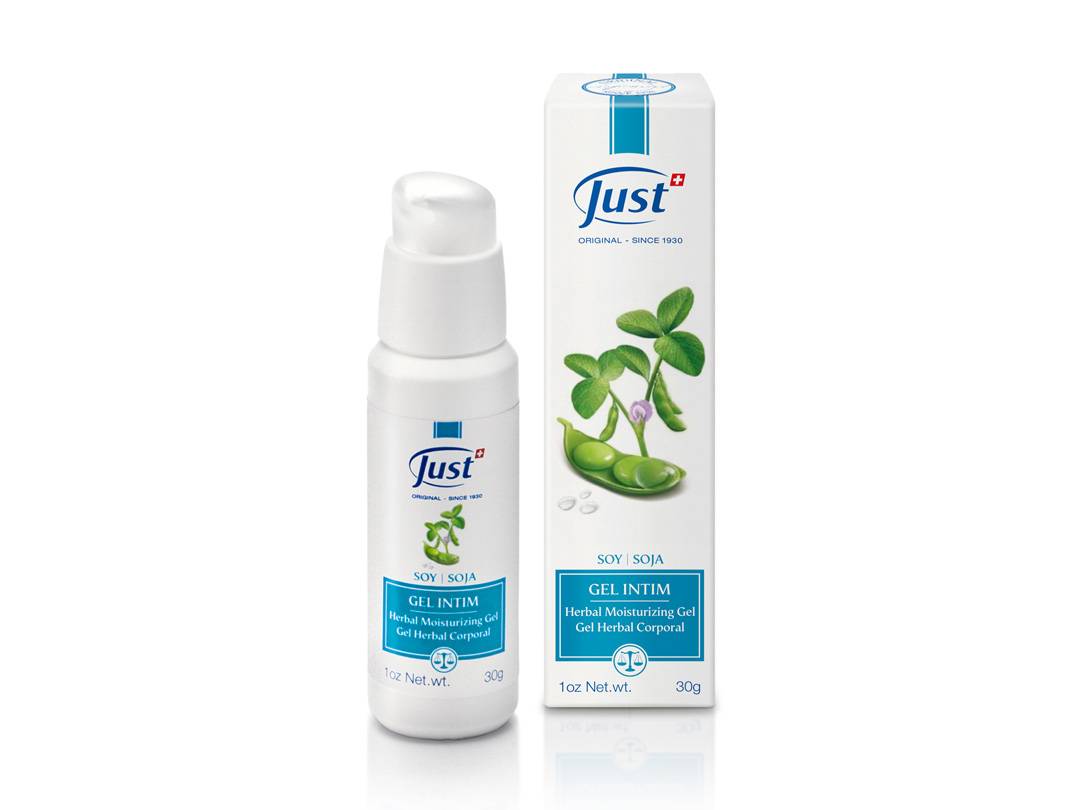 Just
ORIGINAL - SINCE 1930
SOY | SOJA
GEL INTIM
Herbal Moisturizing Gel
Gel Herbal Corporal
1oz Net.wt. 30g
Just
ORIGINAL - SINCE 1930
SOY | SOJA
GEL INTIM
Herbal Moisturizing Gel
Gel Herbal Corporal
1oz Net.wt. 30g